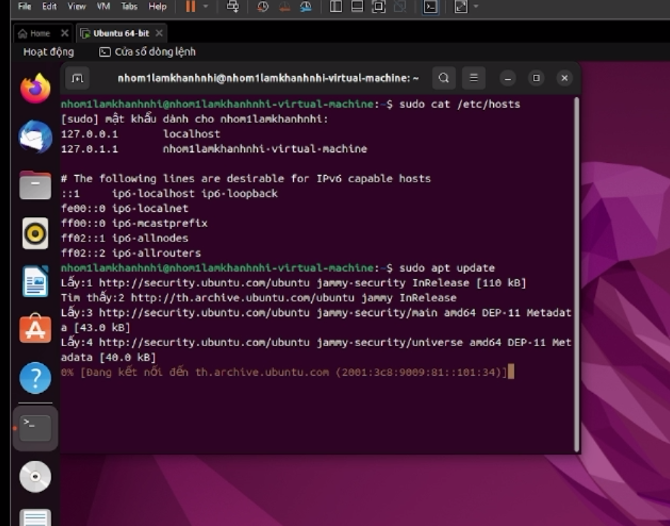 File Edit View VM Tabs Help
Home Ubuntu 64-bit
Hoạt động Cửa sổ dòng lệnh
nhom1lamkhanhnhi@nhom1lamkhanhnhi-virtual-machine: ~
nhom1lamkhanhnhi@nhom1lamkhanhnhi-virtual-machine:~$ sudo cat /etc/hosts
[sudo] mật khẩu dành cho nhom1lamkhanhnhi:
127.0.0.1 localhost
127.0.1.1 nhom1lamkhanhnhi-virtual-machine
# The following lines are desirable for IPv6 capable hosts
::1 ip6-localhost ip6-loopback
fe00::0 ip6-localnet
ff00::0 ip6-mcastprefix
ff02::1 ip6-allnodes
ff02::2 ip6-allrouters
nhom1lamkhanhnhi@nhom1lamkhanhnhi-virtual-machine:~$ sudo apt update
Lấy:1 http://security.ubuntu.com/ubuntu jammy-security InRelease [110 kB]
Tìm thấy:2 http://th.archive.ubuntu.com/ubuntu jammy InRelease
Lấy:3 http://security.ubuntu.com/ubuntu jammy-security/main amd64 DEP-11 Metadat
a [43.0 kB]
Lấy:4 http://security.ubuntu.com/ubuntu jammy-security/universe amd64 DEP-11 Met
adata [40.0 kB]
0% [Đang kết nối đến th.archive.ubuntu.com (2001:3c8:9009:81::101:34)]